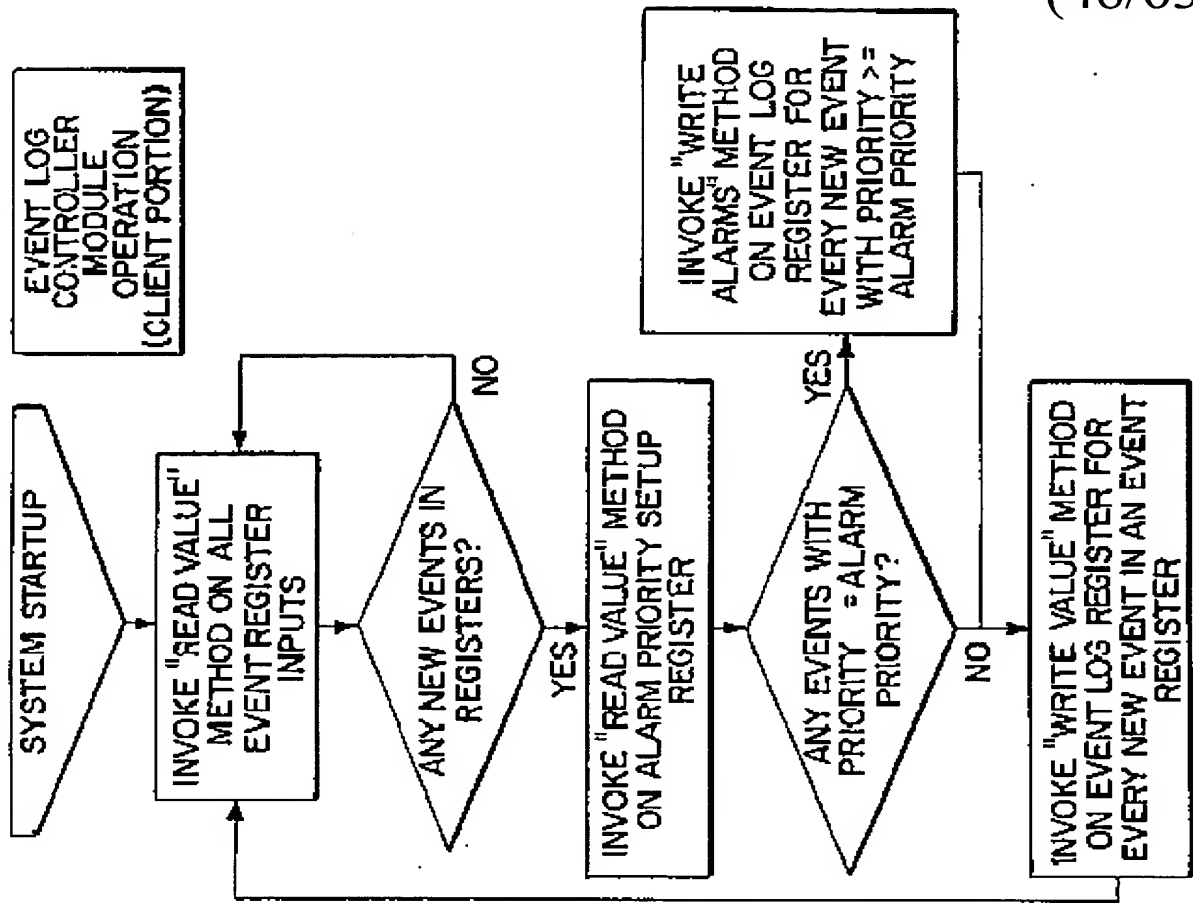 (46/65
EVENT LOG
CONTROLLER
MODULE
OPERATION
(CLIENT PORTION)
SYSTEM STARTUP
INVOKE "READ VALUE"
METHOD ON ALL
EVENT REGISTER
INPUTS
ANY NEW EVENTS IN
REGISTERS?
NO
YES
INVOKE "READ VALUE" METHOD
ON ALARM PRIORITY SETUP
REGISTER
ANY EVENTS WITH
PRIORITY =ALARM
PRIORITY?
YES
INVOKE "WRITE
ALARMS" METHOD
ON EVENT LOG
REGISTER FOR
EVERY NEW EVENT
WITH PRIORITY >=
ALARM PRIORITY
NO
INVOKE "WRITE VALUE" METHOD
ON EVENT LOG REGISTER FOR
EVERY NEW EVENT IN AN EVENT
REGISTER